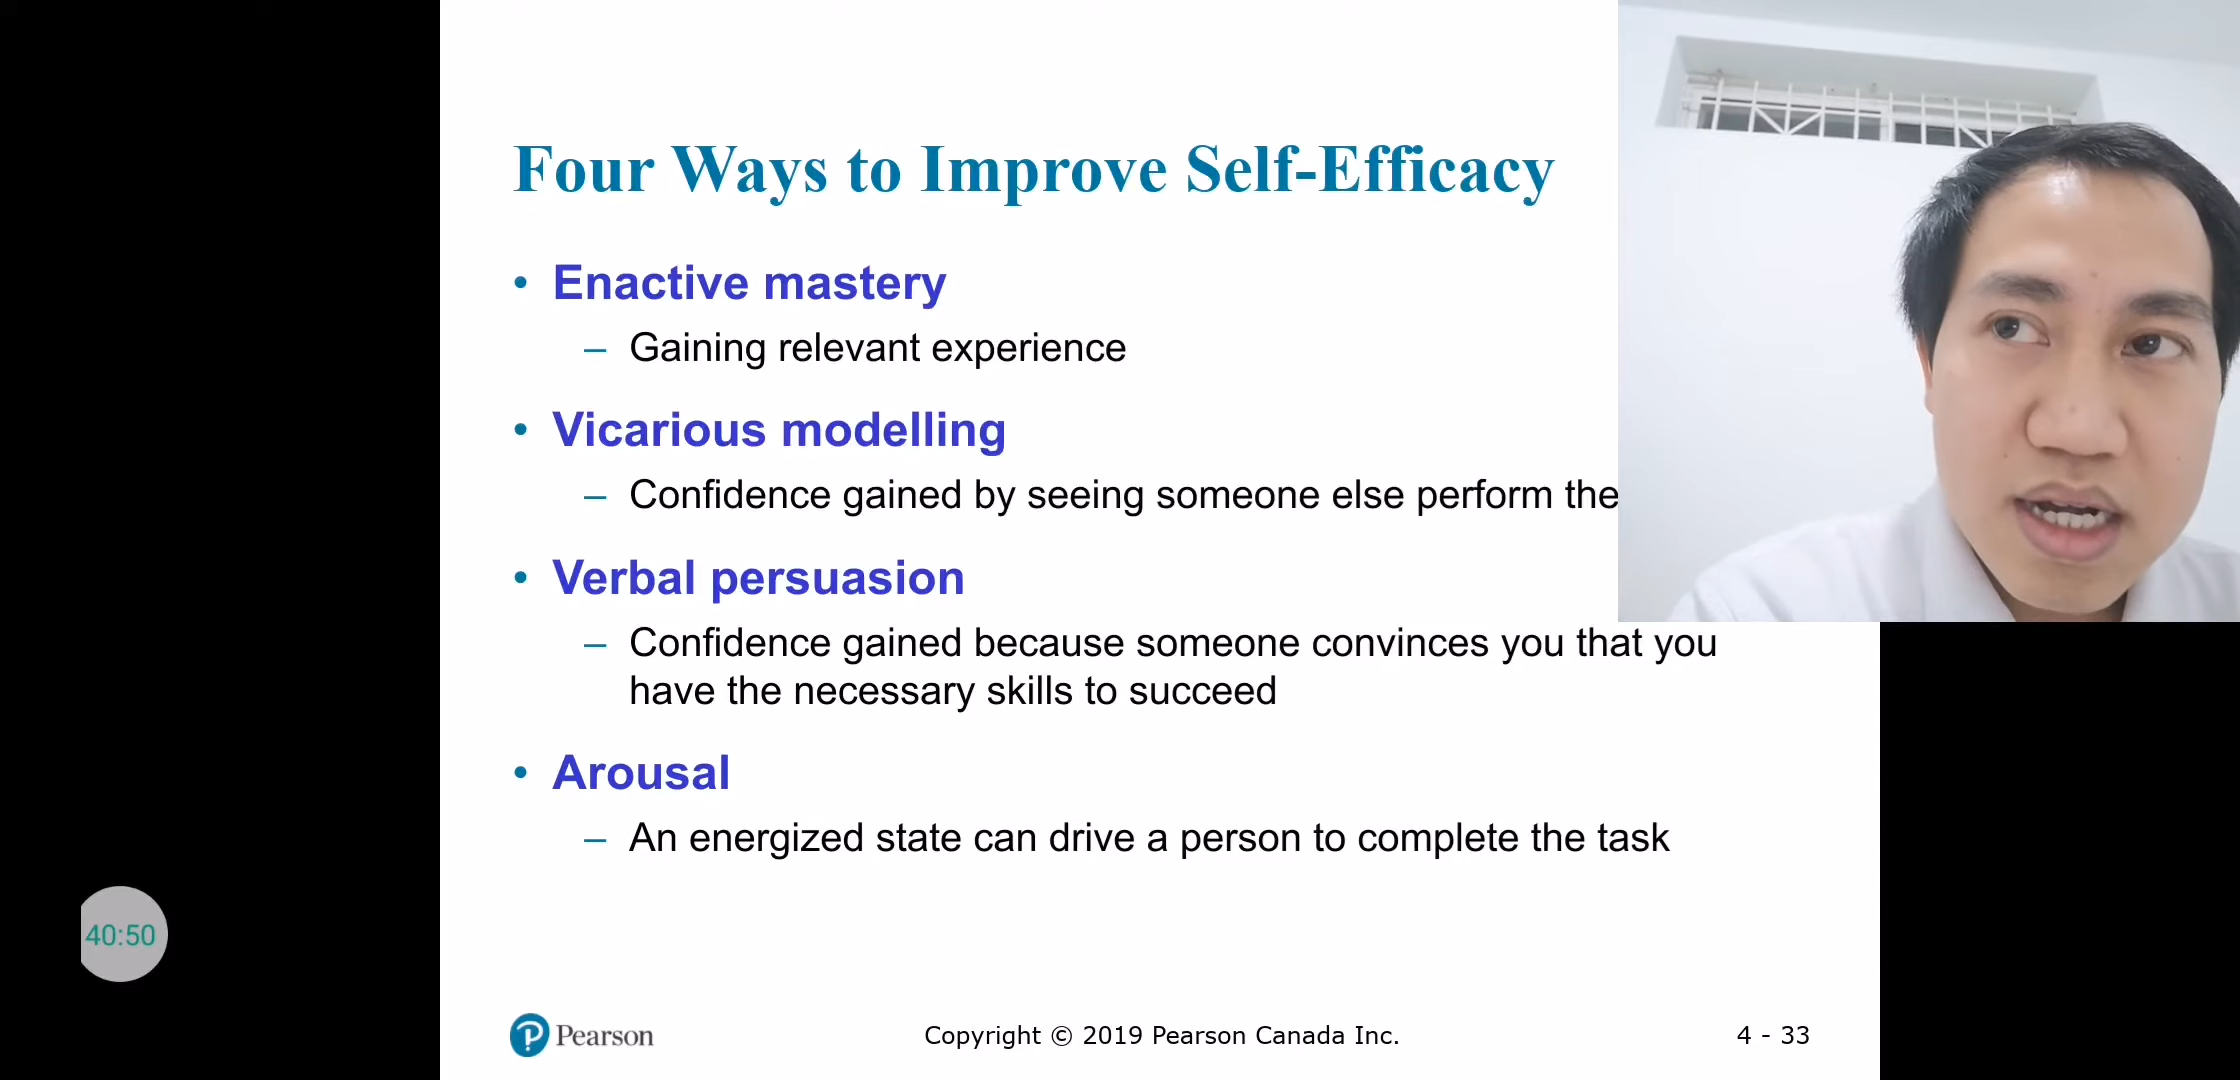 Four Ways to Improve Self-Efficacy
• Enactive mastery
– Gaining relevant experience
• Vicarious modelling
– Confidence gained by seeing someone else perform the
• Verbal persuasion
– Confidence gained because someone convinces you that you
have the necessary skills to succeed
• Arousal
– An energized state can drive a person to complete the task
40:50
Pearson
Copyright © 2019 Pearson Canada Inc.
4 - 33